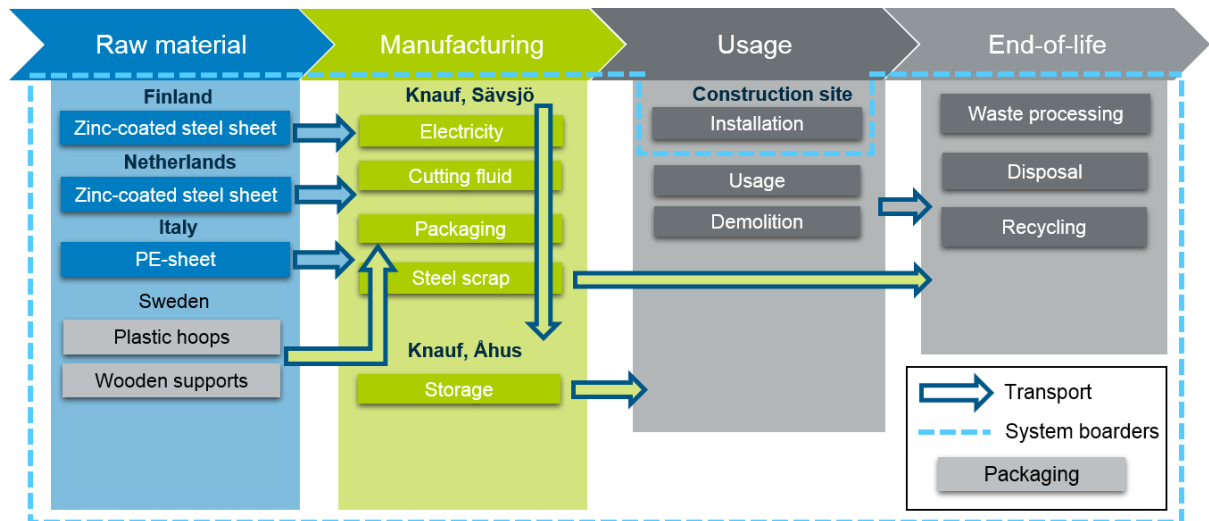 Raw material
Manufacturing
Usage
End-of-life
Finland
Zinc-coated steel sheet
Netherlands
Zinc-coated steel sheet
Italy
PE-sheet
Sweden
Plastic hoops
Wooden supports
Knauf, Sävsjö
Electricity
Cutting fluid
Packaging
Steel scrap
Knauf, Åhus
Storage
Construction site
Installation
Usage
Demolition
Waste processing
Disposal
Recycling
Transport
System boarders
Packaging